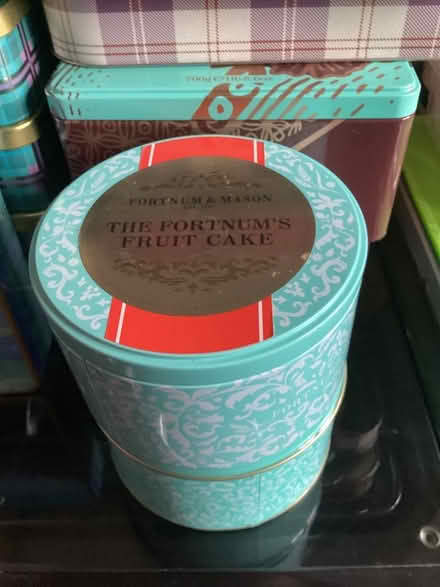 FORTNUM & MASON
THE FORTNUM'S
FRUIT CAKE